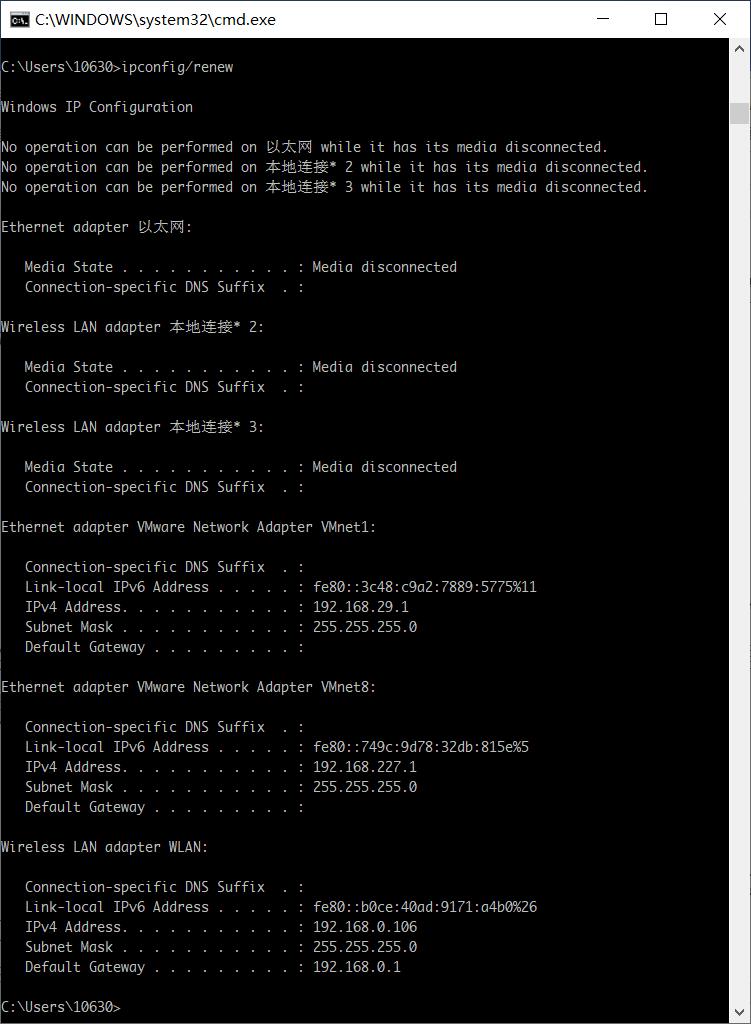 C:\WINDOWS\system32\cmd.exe
C:\Users\10630>ipconfig/renew
Windows IP Configuration
No operation can be performed on 以太网 while it has its media disconnected.
No operation can be performed on 本地连接* 2 while it has its media disconnected.
No operation can be performed on 本地连接* 3 while it has its media disconnected.
Ethernet adapter 以太网:
Media State . . . . . . . . . . . : Media disconnected
Connection-specific DNS Suffix  . :
Wireless LAN adapter 本地连接* 2:
Media State . . . . . . . . . . . : Media disconnected
Connection-specific DNS Suffix  . :
Wireless LAN adapter 本地连接* 3:
Media State . . . . . . . . . . . : Media disconnected
Connection-specific DNS Suffix  . :
Ethernet adapter VMware Network Adapter VMnet1:
Connection-specific DNS Suffix  . :
Link-local IPv6 Address . . . . . : fe80::3c48:c9a2:7889:5775%11
IPv4 Address. . . . . . . . . . . : 192.168.29.1
Subnet Mask . . . . . . . . . . . : 255.255.255.0
Default Gateway . . . . . . . . . :
Ethernet adapter VMware Network Adapter VMnet8:
Connection-specific DNS Suffix  . :
Link-local IPv6 Address . . . . . : fe80::749c:9d78:32db:815e%5
IPv4 Address. . . . . . . . . . . : 192.168.227.1
Subnet Mask . . . . . . . . . . . : 255.255.255.0
Default Gateway . . . . . . . . . :
Wireless LAN adapter WLAN:
Connection-specific DNS Suffix  . :
Link-local IPv6 Address . . . . . : fe80::b0ce:40ad:9171:a4b0%26
IPv4 Address. . . . . . . . . . . : 192.168.0.106
Subnet Mask . . . . . . . . . . . : 255.255.255.0
Default Gateway . . . . . . . . . : 192.168.0.1
C:\Users\10630>